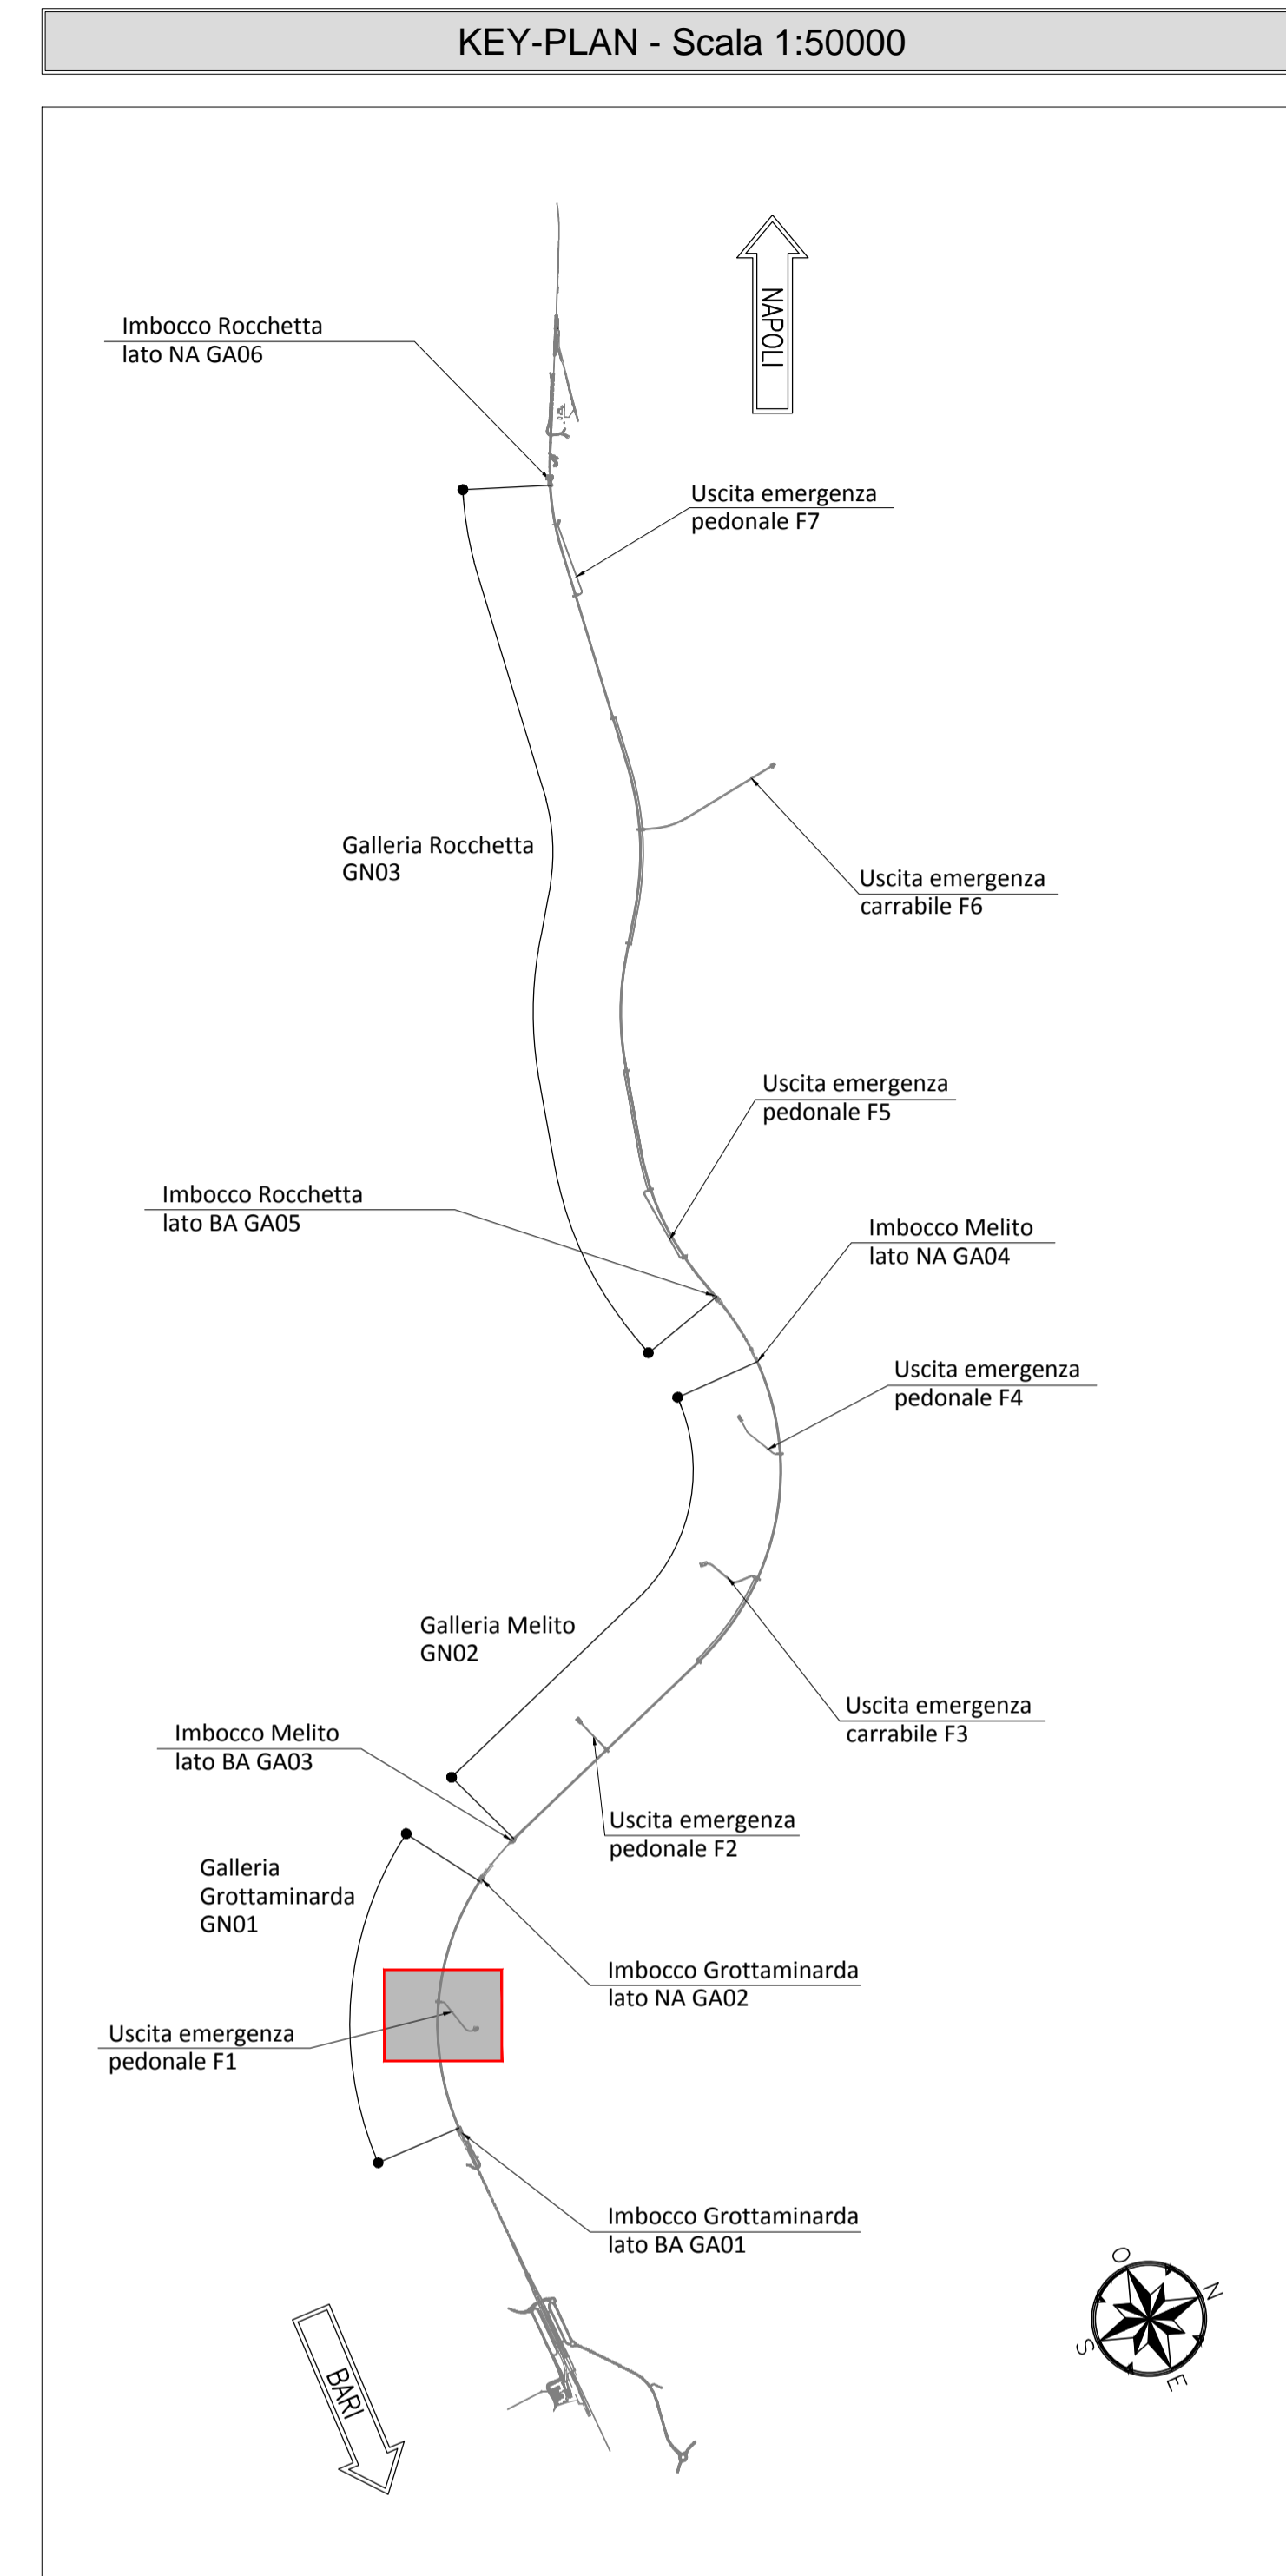 KEY-PLAN - Scala 1:50000
NAPOLI
Imbocco Rocchetta
lato NA GA06
Uscita emergenza
pedonale F7
Galleria Rocchetta
GN03
Uscita emergenza
carrabile F6
Uscita emergenza
pedonale F5
Imbocco Rocchetta
lato BA GA05
Imbocco Melito
lato NA GA04
Uscita emergenza
pedonale F4
Galleria Melito
GN02
Uscita emergenza
carrabile F3
Imbocco Melito
lato BA GA03
Uscita emergenza
pedonale F2
Galleria
Grottaminarda
GN01
Imbocco Grottaminarda
lato NA GA02
Uscita emergenza
pedonale F1
Imbocco Grottaminarda
lato BA GA01
O
N
S
E
BARI